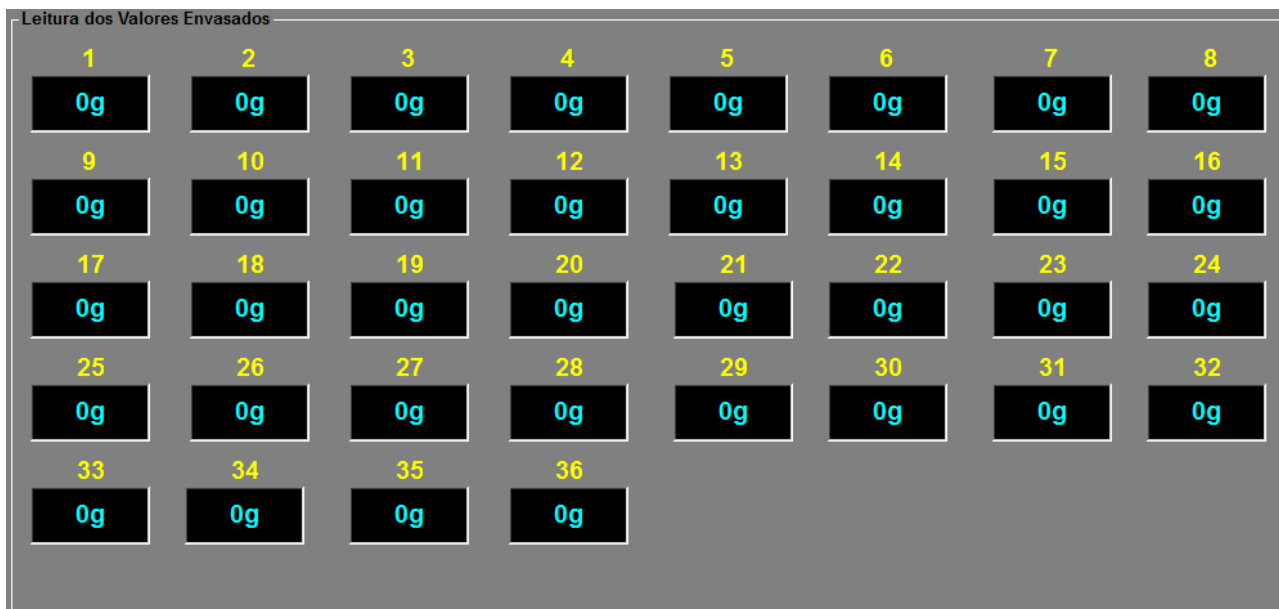 Leitura dos Valores Envasados
1 2 3 4 5 6 7 8
0g 0g 0g 0g 0g 0g 0g 0g
9 10 11 12 13 14 15 16
0g 0g 0g 0g 0g 0g 0g 0g
17 18 19 20 21 22 23 24
0g 0g 0g 0g 0g 0g 0g 0g
25 26 27 28 29 30 31 32
0g 0g 0g 0g 0g 0g 0g 0g
33 34 35 36
0g 0g 0g 0g